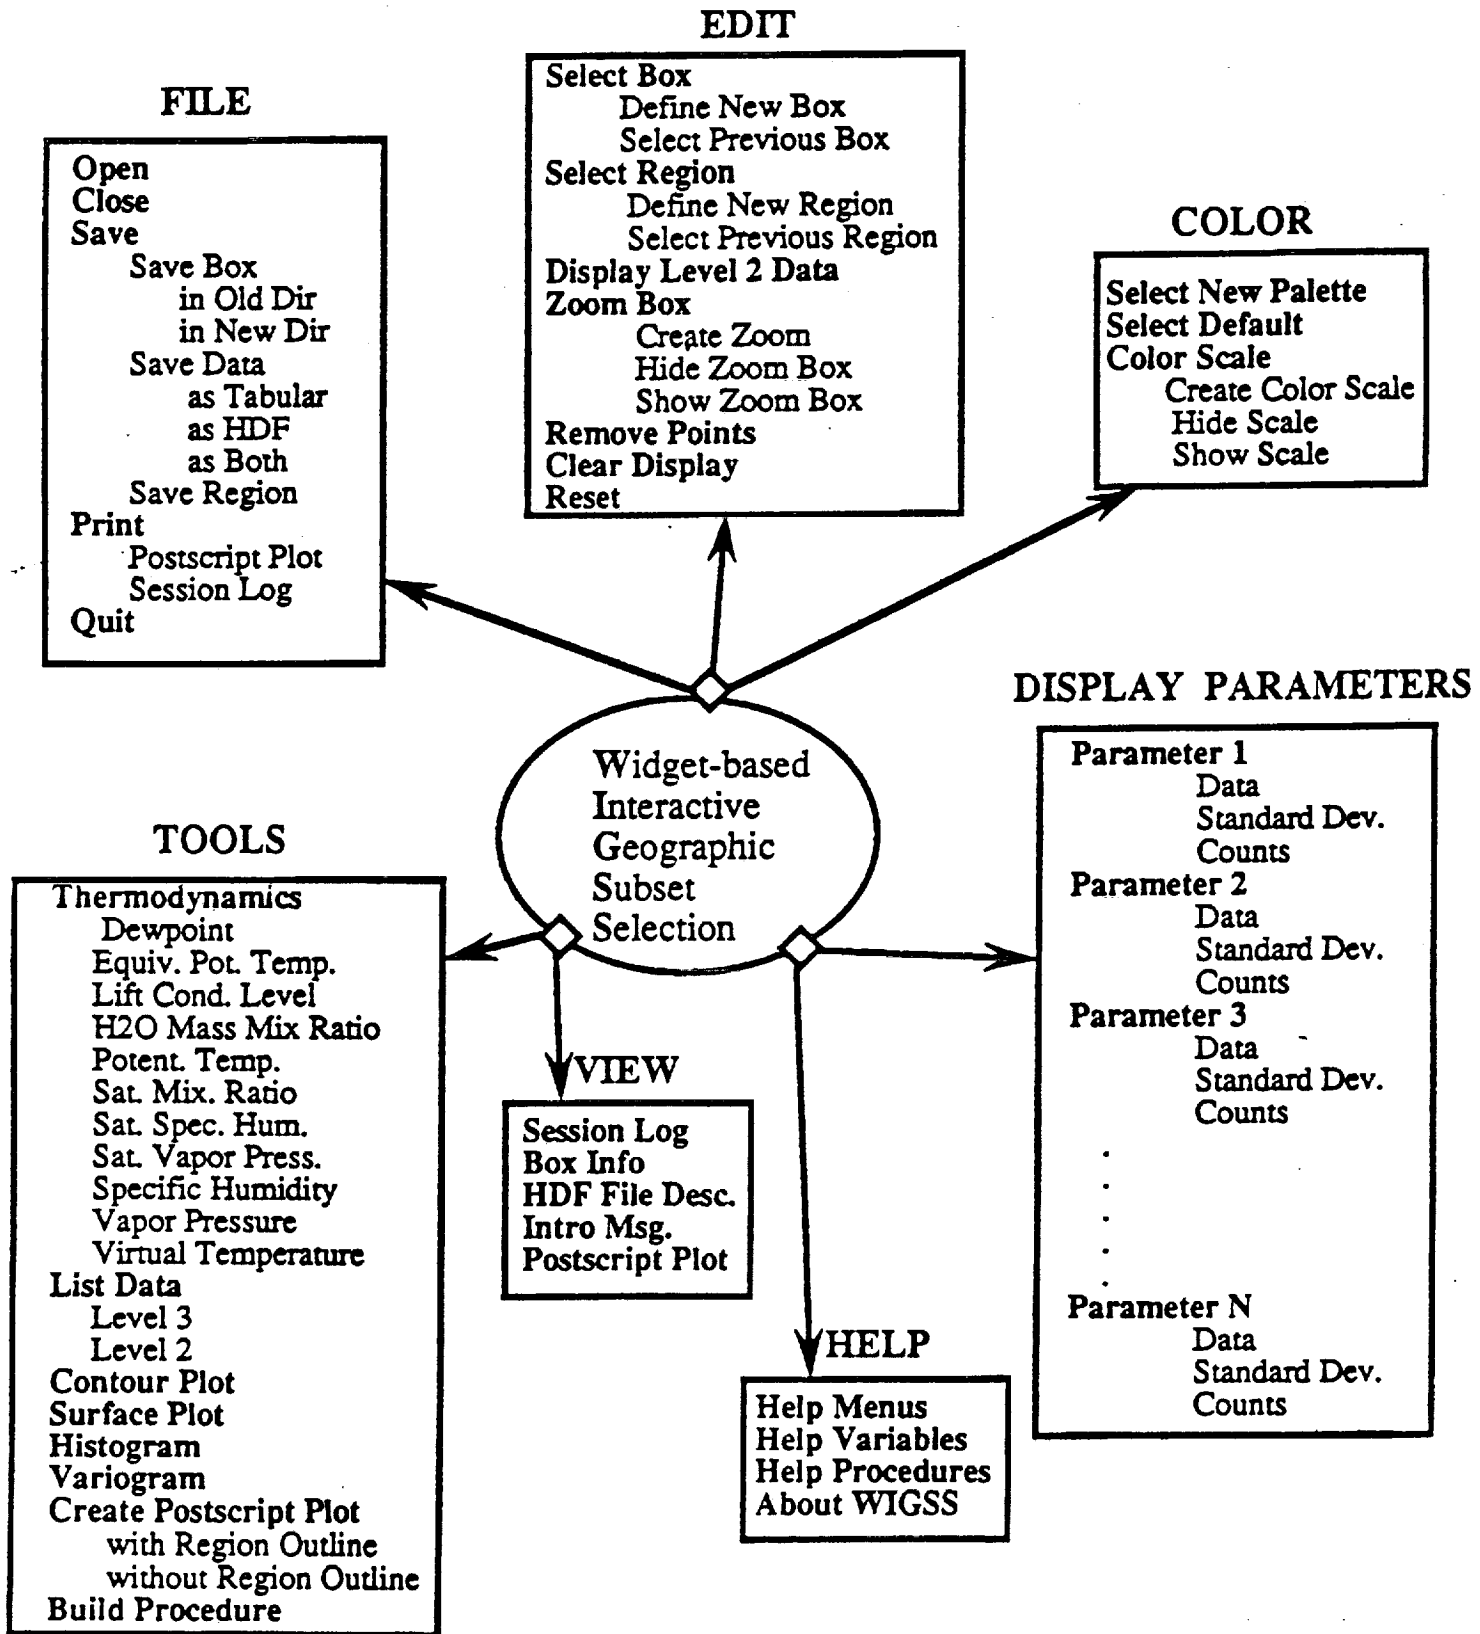 EDIT
Select Box
Define New Box
Select Previous Box
Select Region
Define New Region
Select Previous Region
Display Level 2 Data
Zoom Box
Create Zoom
Hide Zoom Box
Show Zoom Box
Remove Points
Clear Display
Reset
FILE
Open
Close
Save
Save Box
in Old Dir
in New Dir
Save Data
as Tabular
as HDF
as Both
Save Region
Print
Postscript Plot
Session Log
Quit
COLOR
Select New Palette
Select Default
Color Scale
Create Color Scale
Hide Scale
Show Scale
Widget-based
Interactive
Geographic
Subset
Selection
DISPLAY PARAMETERS
Parameter 1
Data
Standard Dev.
Counts
Parameter 2
Data
Standard Dev.
Counts
Parameter 3
Data
Standard Dev.
Counts
.
.
.
.
.
Parameter N
Data
Standard Dev.
Counts
TOOLS
Thermodynamics
Dewpoint
Equiv. Pot. Temp.
Lift Cond. Level
H2O Mass Mix Ratio
Potent. Temp.
Sat. Mix. Ratio
Sat. Spec. Hum.
Sat. Vapor Press.
Specific Humidity
Vapor Pressure
Virtual Temperature
List Data
Level 3
Level 2
Contour Plot
Surface Plot
Histogram
Variogram
Create Postscript Plot
with Region Outline
without Region Outline
Build Procedure
VIEW
Session Log
Box Info
HDF File Desc.
Intro Msg.
Postscript Plot
HELP
Help Menus
Help Variables
Help Procedures
About WIGSS